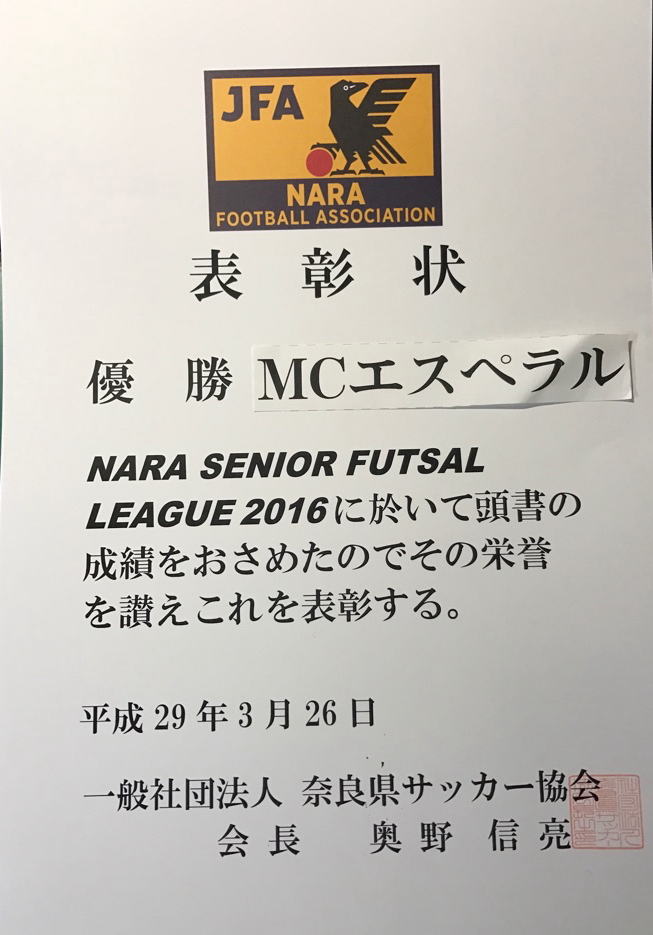 JFA
NARA
FOOTBALL ASSOCIATION
表 彰 状
優 勝 MCエスペラル
NARA SENIOR FUTSAL
LEAGUE 2016に於いて頭書の
成績をおさめたのでその栄誉
を讃えこれを表彰する。
平成 29 年 3 月 26 日
一般社団法人 奈良県サッカー協会
会 長 奥 野 信 亮